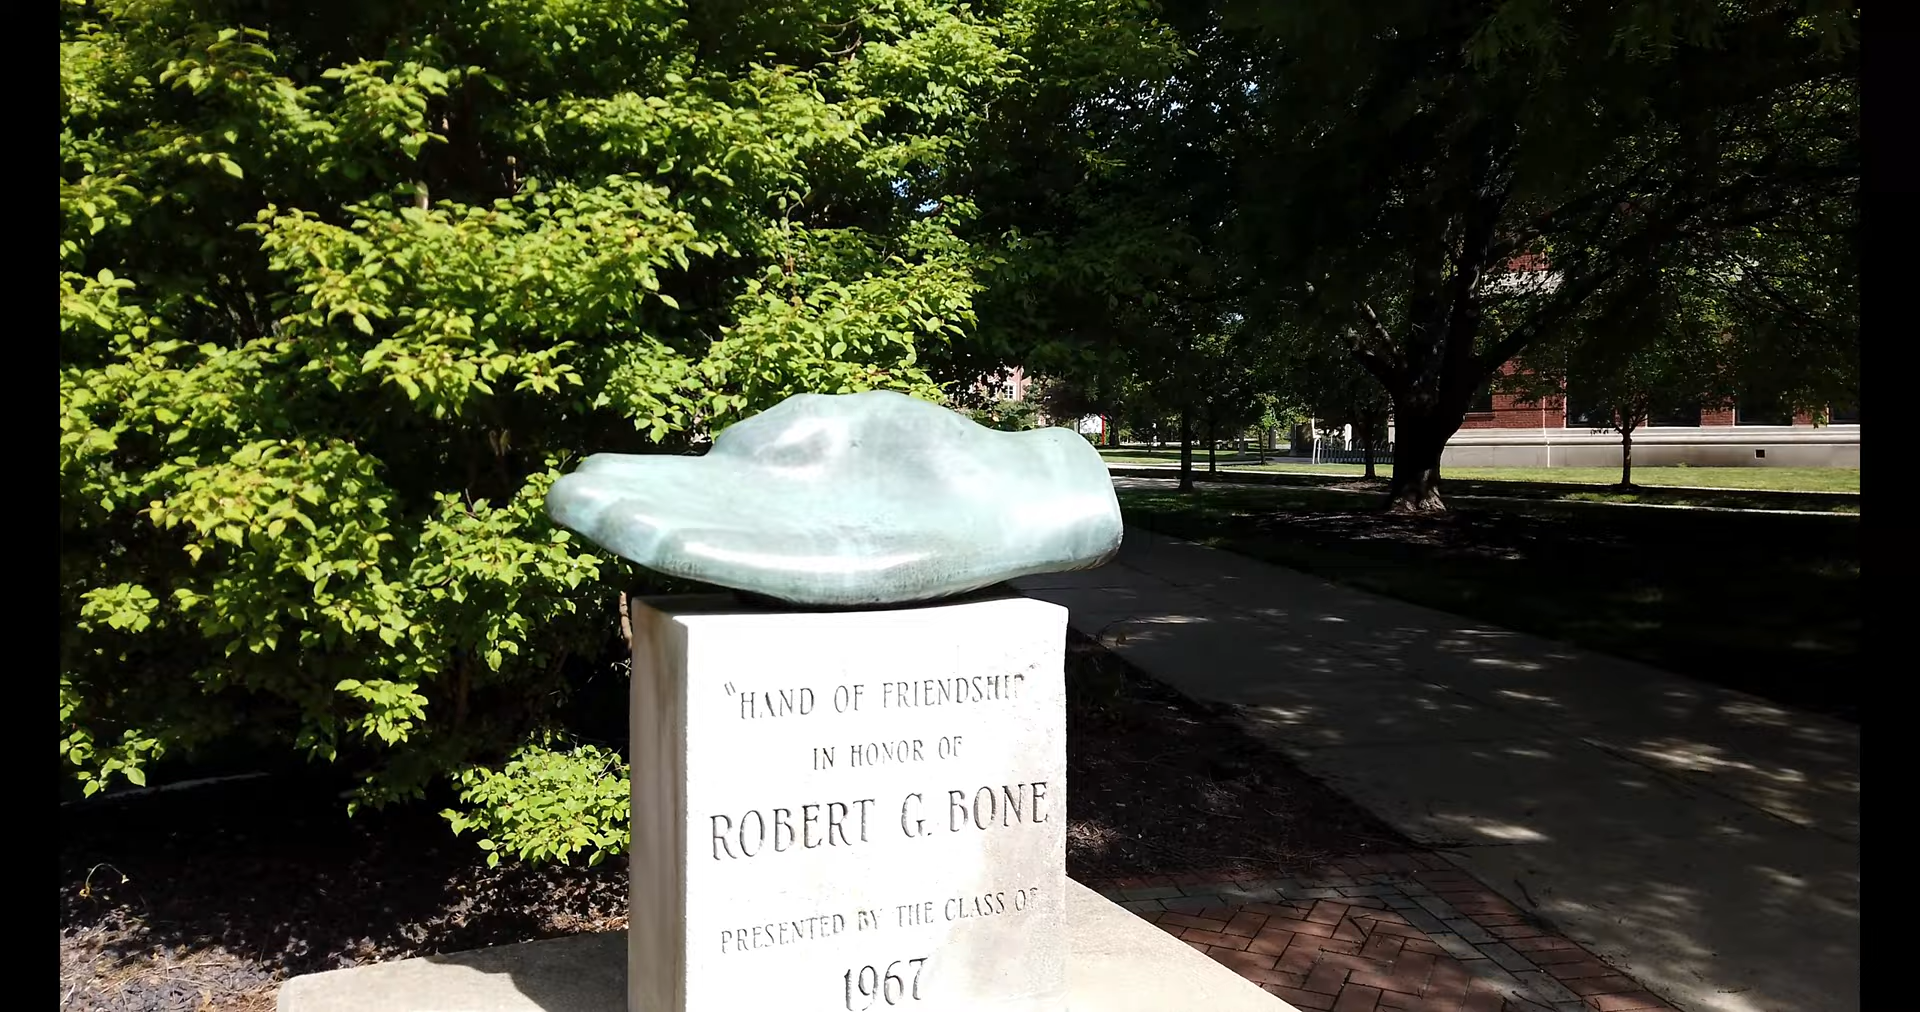 "HAND OF FRIENDSHIP"
IN HONOR OF
ROBERT G. BONE
PRESENTED BY THE CLASS OF
1967